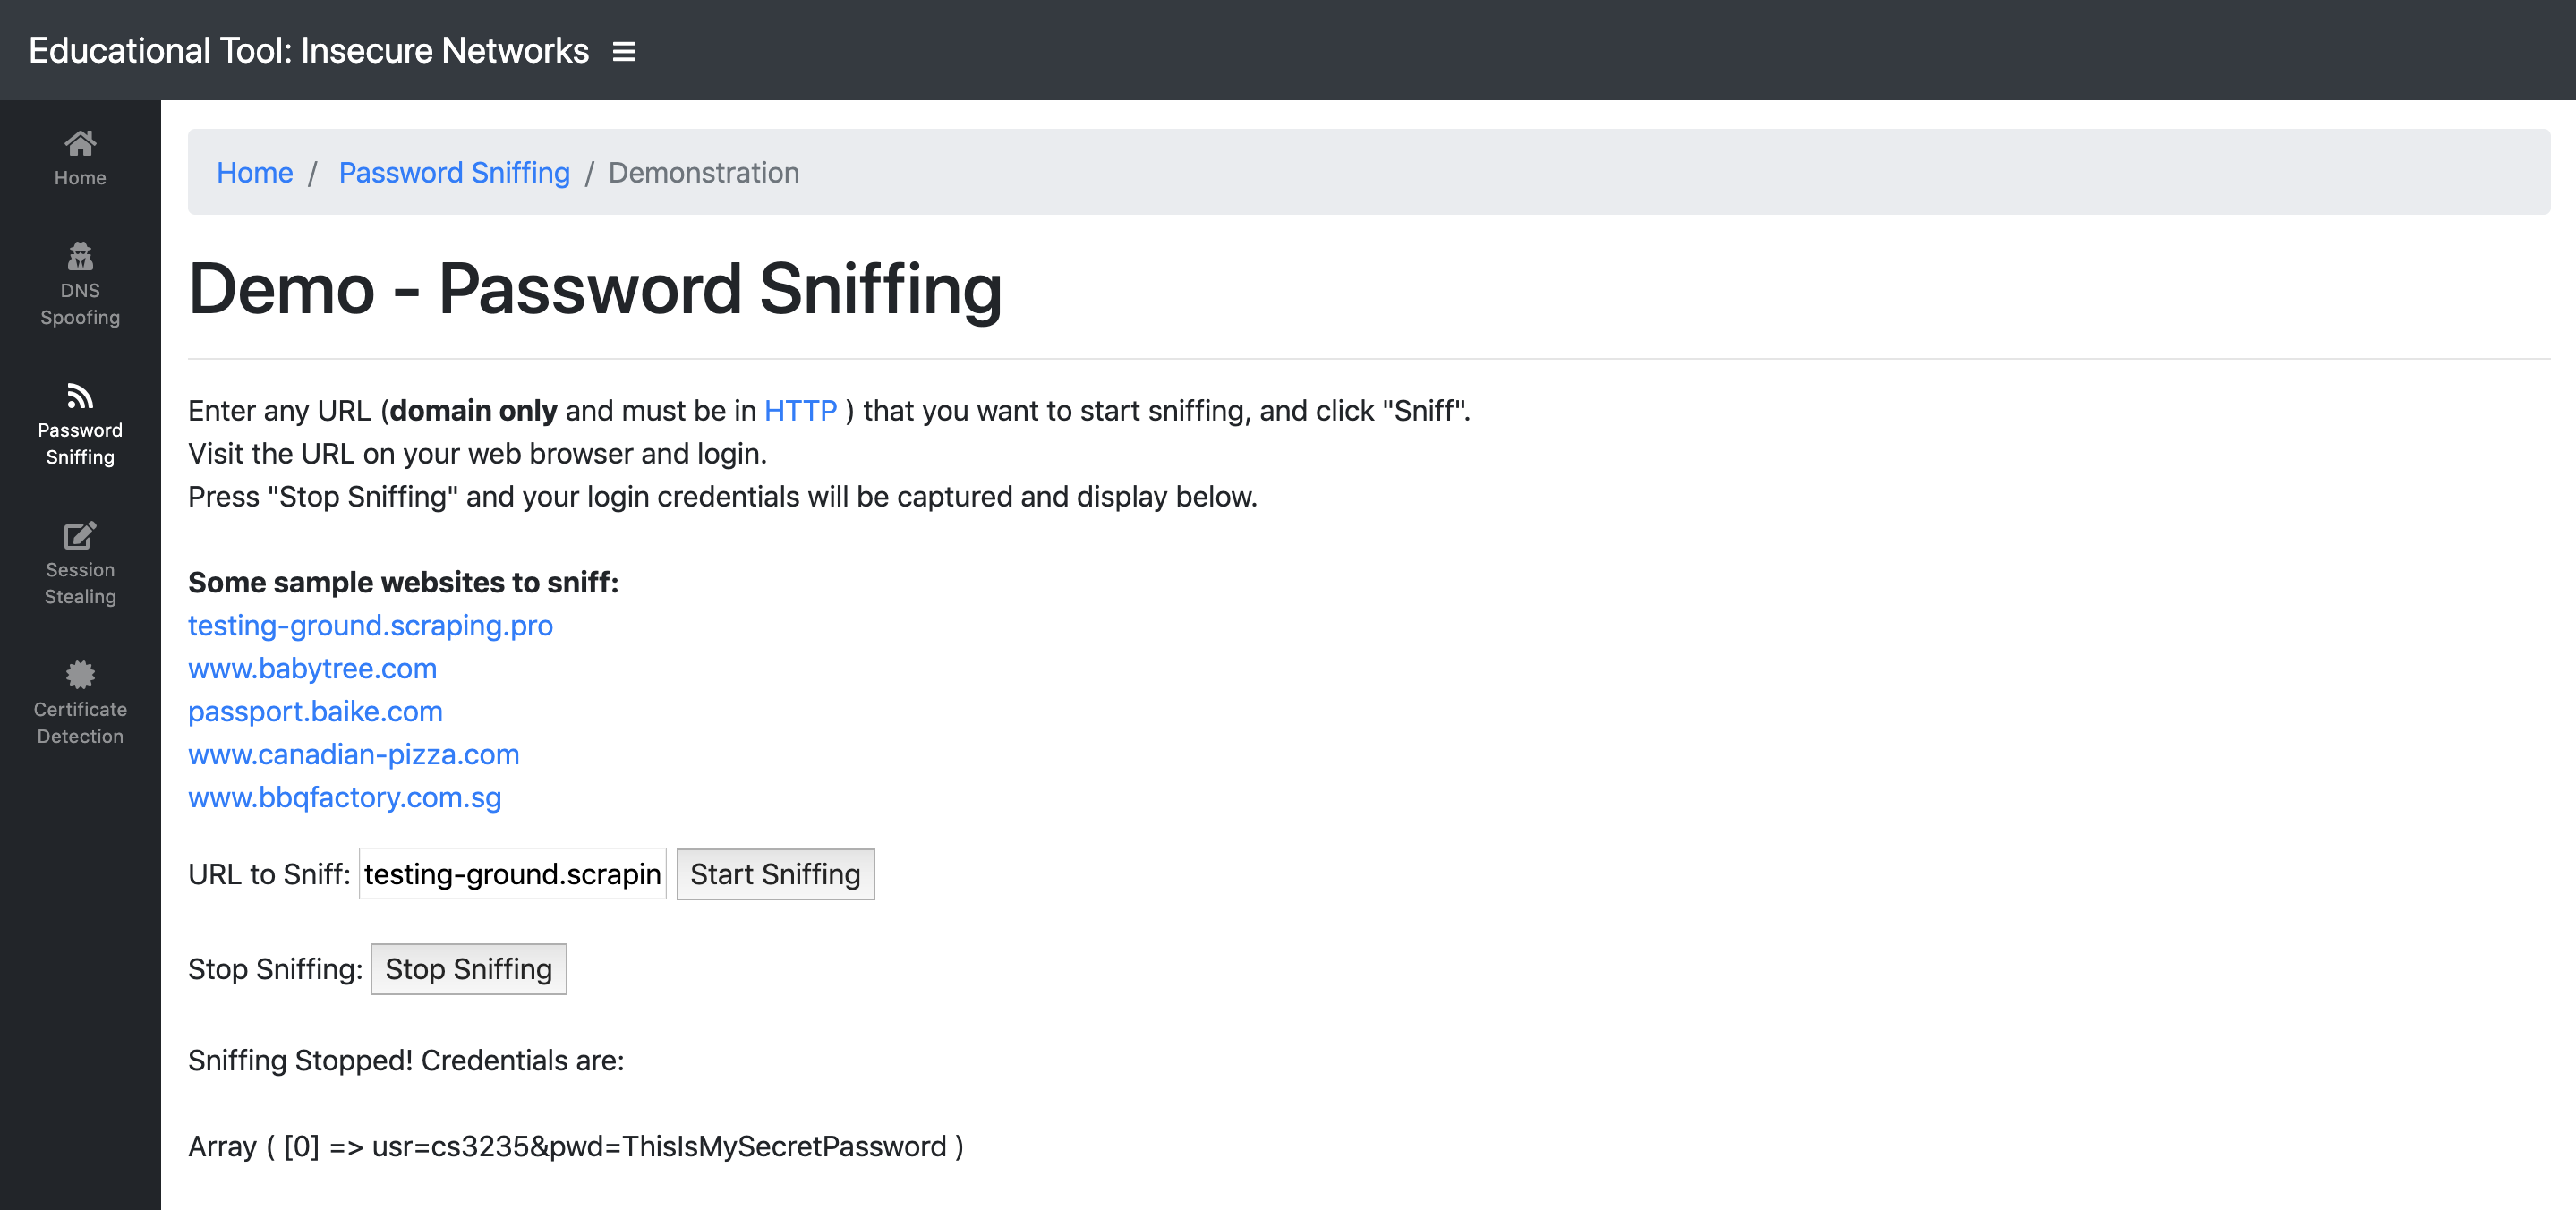 Educational Tool: Insecure Networks
Home
DNS
Spoofing
Password
Sniffing
Session
Stealing
Certificate
Detection
Home / Password Sniffing / Demonstration
Demo - Password Sniffing
Enter any URL (domain only and must be in HTTP ) that you want to start sniffing, and click "Sniff".
Visit the URL on your web browser and login.
Press "Stop Sniffing" and your login credentials will be captured and display below.
Some sample websites to sniff:
testing-ground.scraping.pro
www.babytree.com
passport.baike.com
www.canadian-pizza.com
www.bbqfactory.com.sg
URL to Sniff: testing-ground.scrapin Start Sniffing
Stop Sniffing: Stop Sniffing
Sniffing Stopped! Credentials are:
Array ( [0] => usr=cs3235&pwd=ThisIsMySecretPassword )